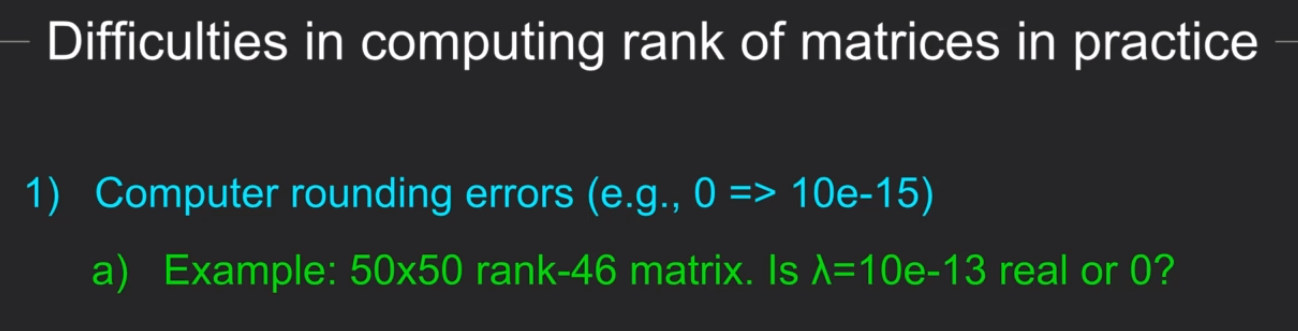 Difficulties in computing rank of matrices in practice
1) Computer rounding errors (e.g., 0 => 10e-15)
a) Example: 50x50 rank-46 matrix. Is λ=10e-13 real or 0?